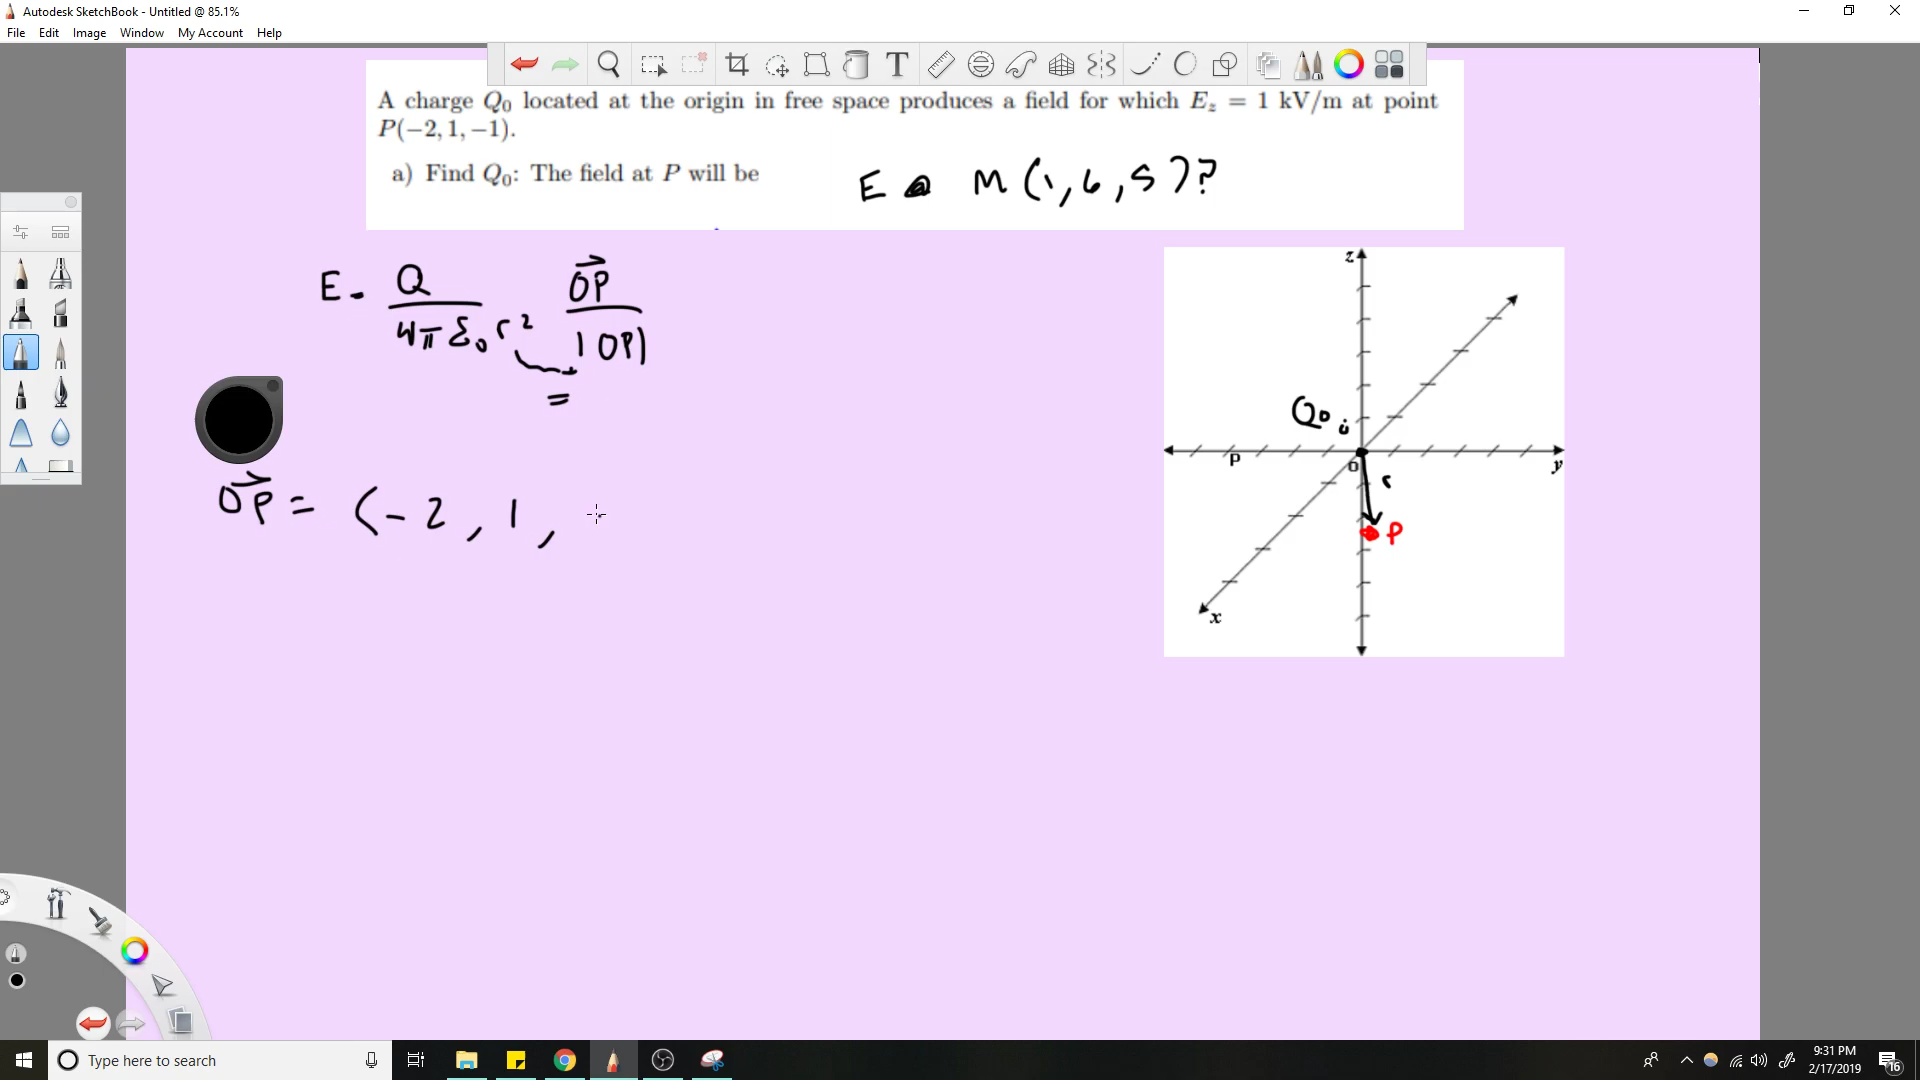 Autodesk SketchBook - Untitled @ 85.1%
File Edit Image Window My Account Help
A charge Q₀ located at the origin in free space produces a field for which E_z = 1 kV/m at point
P(−2, 1, −1).
a) Find Q₀: The field at P will be
E @ M (1, 6, 5)?
E = Q / 4π ε₀ r² OP / |OP|
=
OP = (-2, 1,
z
Q₀
P
o
y
r
P
x
Type here to search
9:31 PM
2/17/2019
16